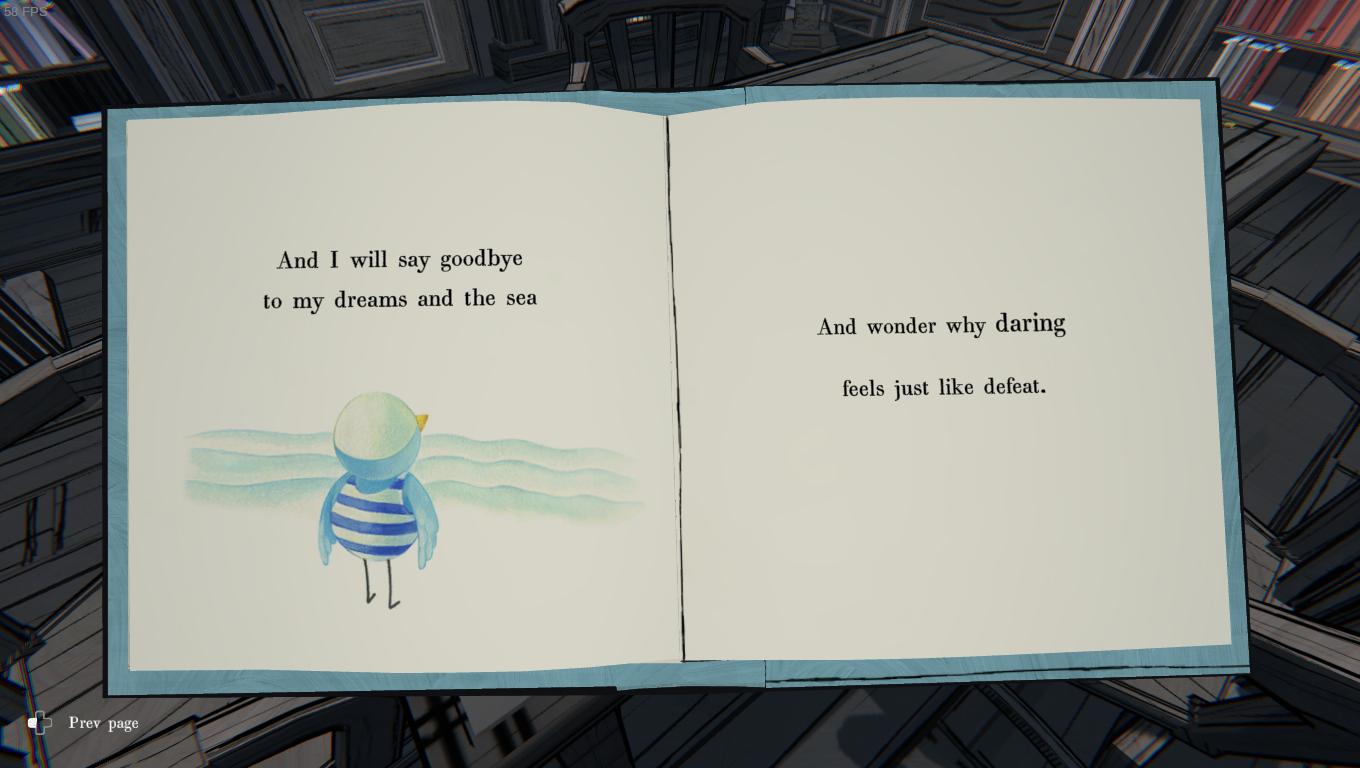 58 FPS
And I will say goodbye
to my dreams and the sea
And wonder why daring
feels just like defeat.
Prev page